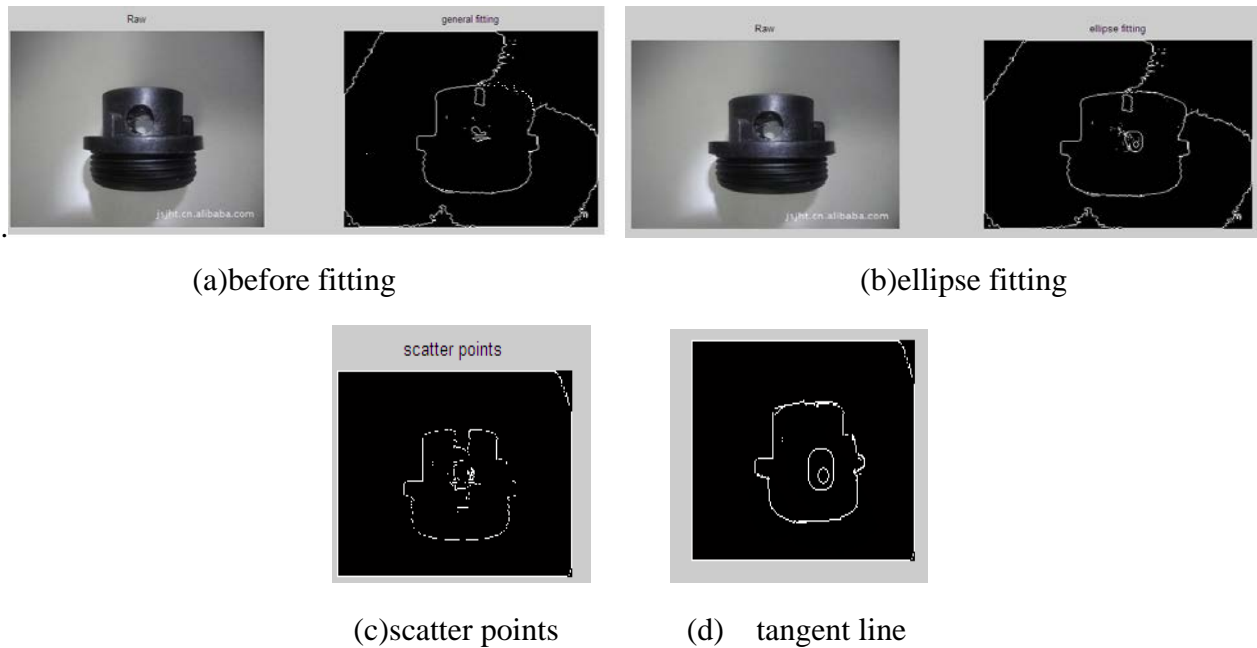 Raw
general fitting
jsjht.cn.alibaba.com
m
.
(a)before fitting
Raw
ellipse fitting
jsjht.cn.alibaba.com
m
(b)ellipse fitting
scatter points
(c)scatter points
(d) tangent line